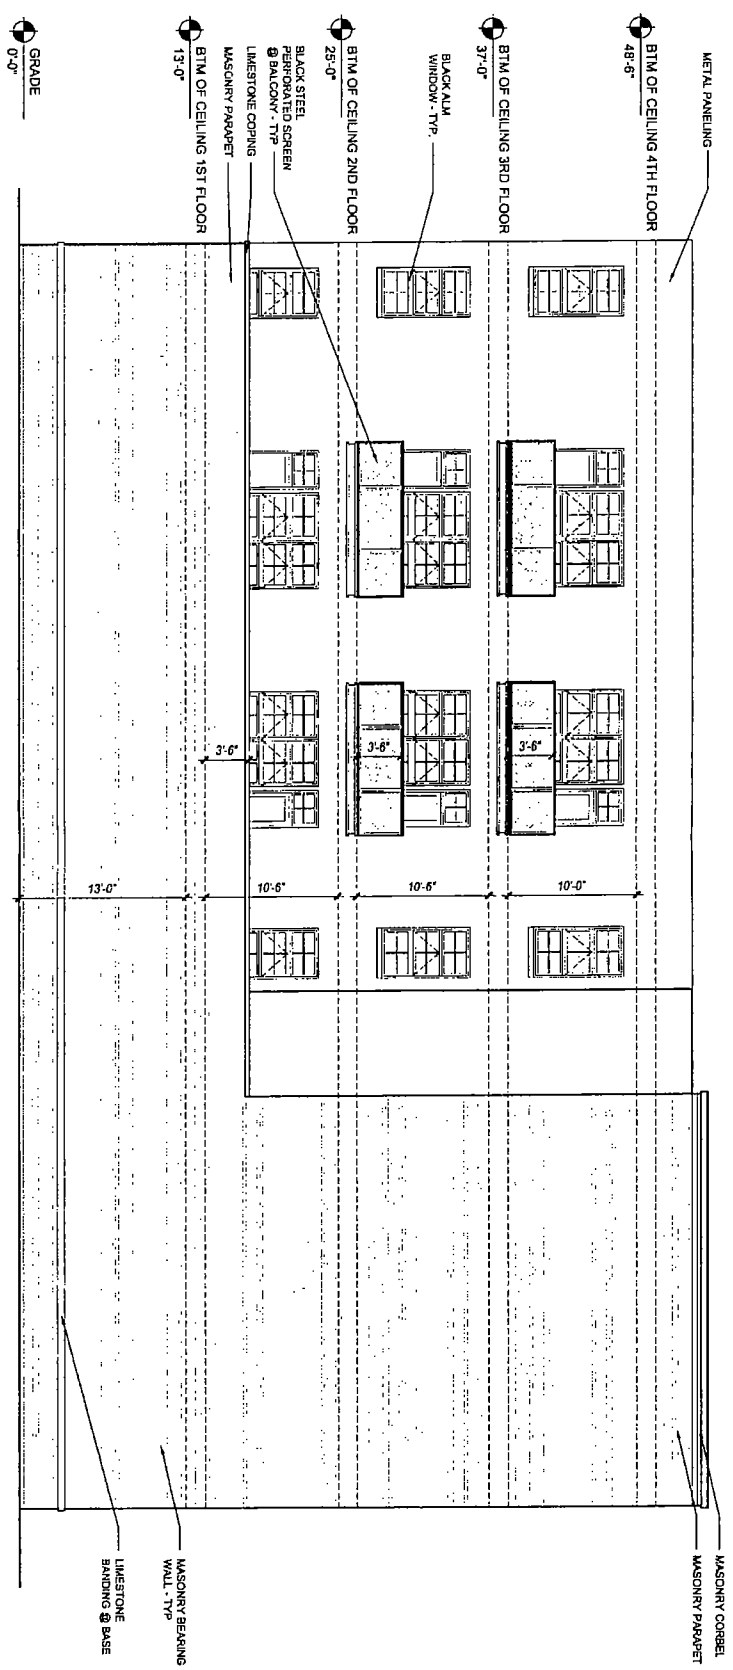 METAL PANELING
BTM OF CEILING 4TH FLOOR
48'-6"
BTM OF CEILING 3RD FLOOR
37'-0"
BLACK ALM
WINDOW - TYP.
BTM OF CEILING 2ND FLOOR
25'-0"
BLACK STEEL
PERFORATED SCREEN
@ BALCONY - TYP
LIMESTONE COPING
MASONRY PARAPET
BTM OF CEILING 1ST FLOOR
13'-0"
GRADE
0'-0"
3'-6"
3'-6"
3'-6"
10'-0"
10'-6"
10'-6"
13'-0"
MASONRY CORBEL
MASONRY PARAPET
MASONRY BEARING
WALL - TYP
LIMESTONE
BANDING @ BASE